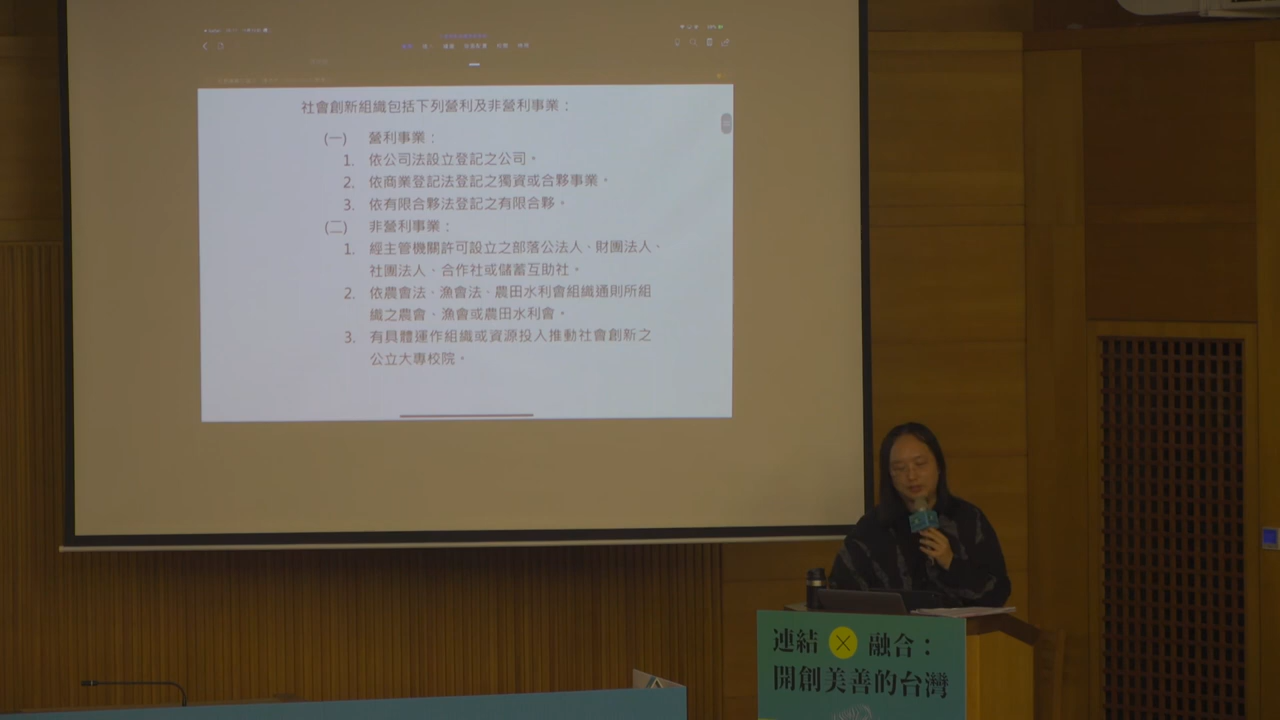 社會創新組織包括下列營利及非營利事業：
(一) 營利事業：
1. 依公司法設立登記之公司。
2. 依商業登記法登記之獨資或合夥事業。
3. 依有限合夥法登記之有限合夥。
(二) 非營利事業：
1. 經主管機關許可設立之部落公法人、財團法人、
社團法人、合作社或儲蓄互助社。
2. 依農會法、漁會法、農田水利會組織通則所組
織之農會、漁會或農田水利會。
3. 有具體運作組織或資源投入推動社會創新之
公立大專校院。
連結 × 融合：
開創美善的台灣